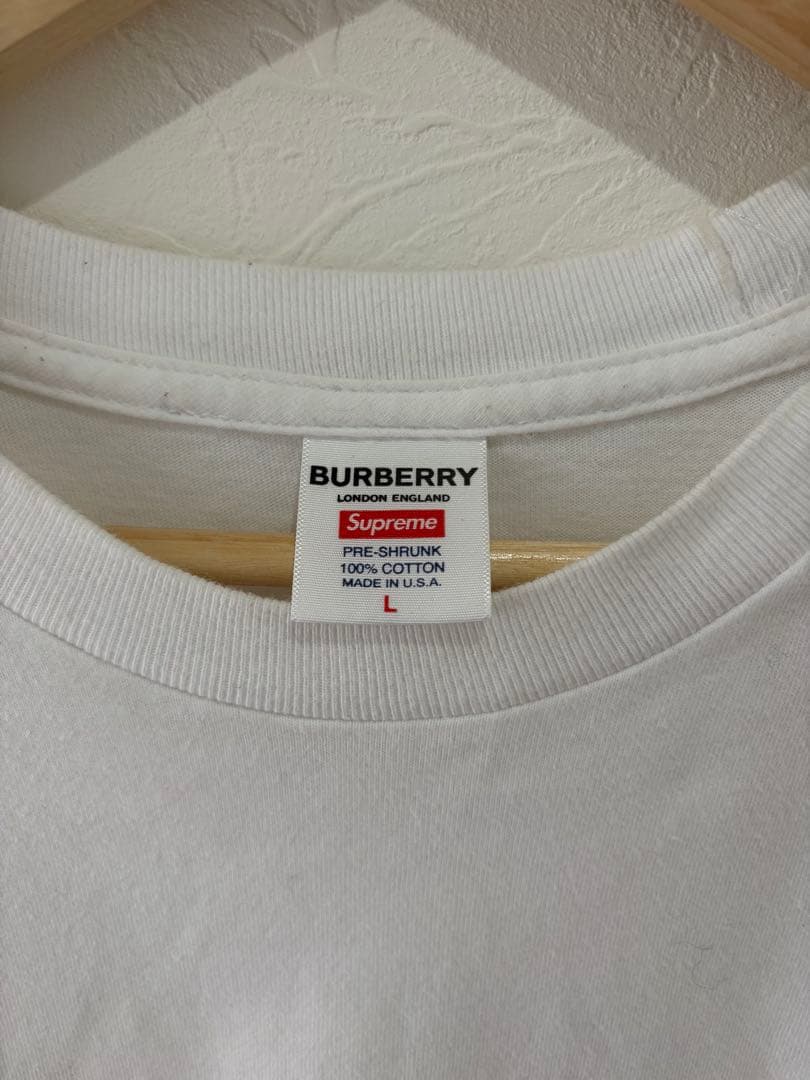 BURBERRY
LONDON ENGLAND
Supreme
PRE-SHRUNK
100% COTTON
MADE IN U.S.A.
L